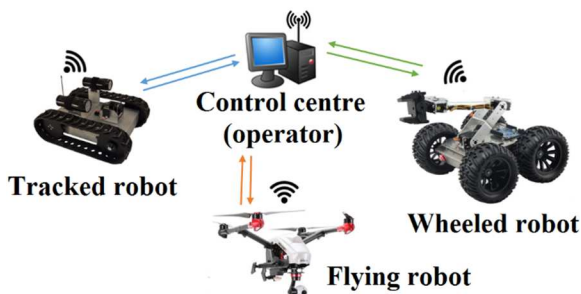 Control centre
(operator)
Tracked robot
Wheeled robot
Flying robot